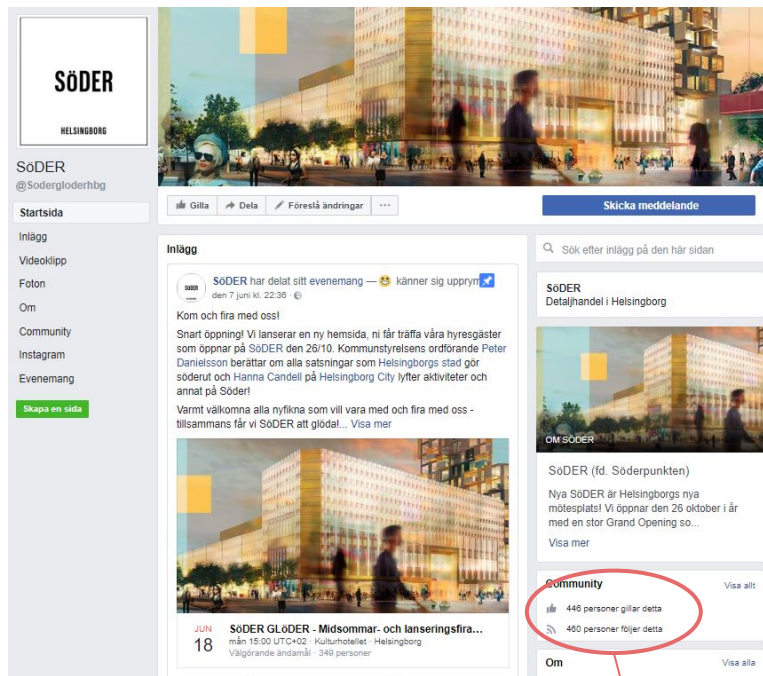 SöDER
HELSINGBORG
SöDER
@Sodergloderhbg
Startsida
Inlägg
Videoklipp
Foton
Om
Community
Instagram
Evenemang
Skapa en sida
Gilla
Dela
Föreslå ändringar
...
Skicka meddelande
Inlägg
SöDER har delat sitt evenemang — känner sig upprym
den 7 juni kl. 22:36 ·
Kom och fira med oss!
Snart öppning! Vi lanserar en ny hemsida, ni får träffa våra hyresgäster
som öppnar på SöDER den 26/10. Kommunstyrelsens ordförande Peter
Danielsson berättar om alla satsningar som Helsingborgs stad gör
söderut och Hanna Candell på Helsingborg City lyfter aktiviteter och
annat på Söder!
Varmt välkomna alla nyfikna som vill vara med och fira med oss -
tillsammans får vi SöDER att glöda!... Visa mer
JUN
18
SöDER GLöDER - Midsommar- och lanseringsfira...
mån 15:00 UTC+02 · Kulturhotellet · Helsingborg
Välgörande ändamål · 349 personer
Sök efter inlägg på den här sidan
SöDER
Detaljhandel i Helsingborg
OM SÖDER
SöDER (fd. Söderpunkten)
Nya SöDER är Helsingborgs nya
mötesplats! Vi öppnar den 26 oktober i år
med en stor Grand Opening so...
Visa mer
Community
Visa allt
446 personer gillar detta
460 personer följer detta
Om
Visa alla